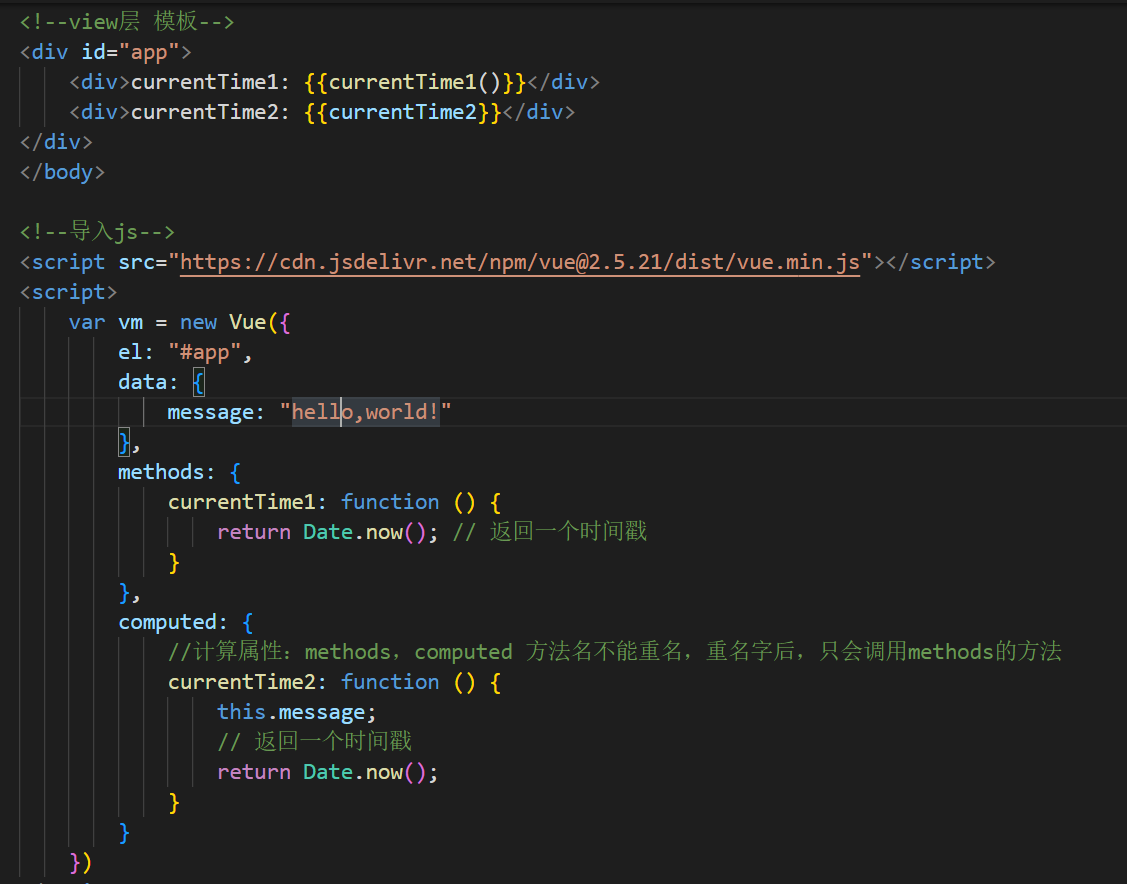 <!--view层 模板-->
<div id="app">
    <div>currentTime1: {{currentTime1()}}</div>
    <div>currentTime2: {{currentTime2}}</div>
</div>
</body>

<!--导入js-->
<script src="https://cdn.jsdelivr.net/npm/vue@2.5.21/dist/vue.min.js"></script>
<script>
    var vm = new Vue({
        el: "#app",
        data: {
            message: "hello,world!"
        },
        methods: {
            currentTime1: function () {
                return Date.now(); // 返回一个时间戳
            }
        },
        computed: {
            //计算属性：methods，computed 方法名不能重名，重名字后，只会调用methods的方法
            currentTime2: function () {
                this.message;
                // 返回一个时间戳
                return Date.now();
            }
        }
    })